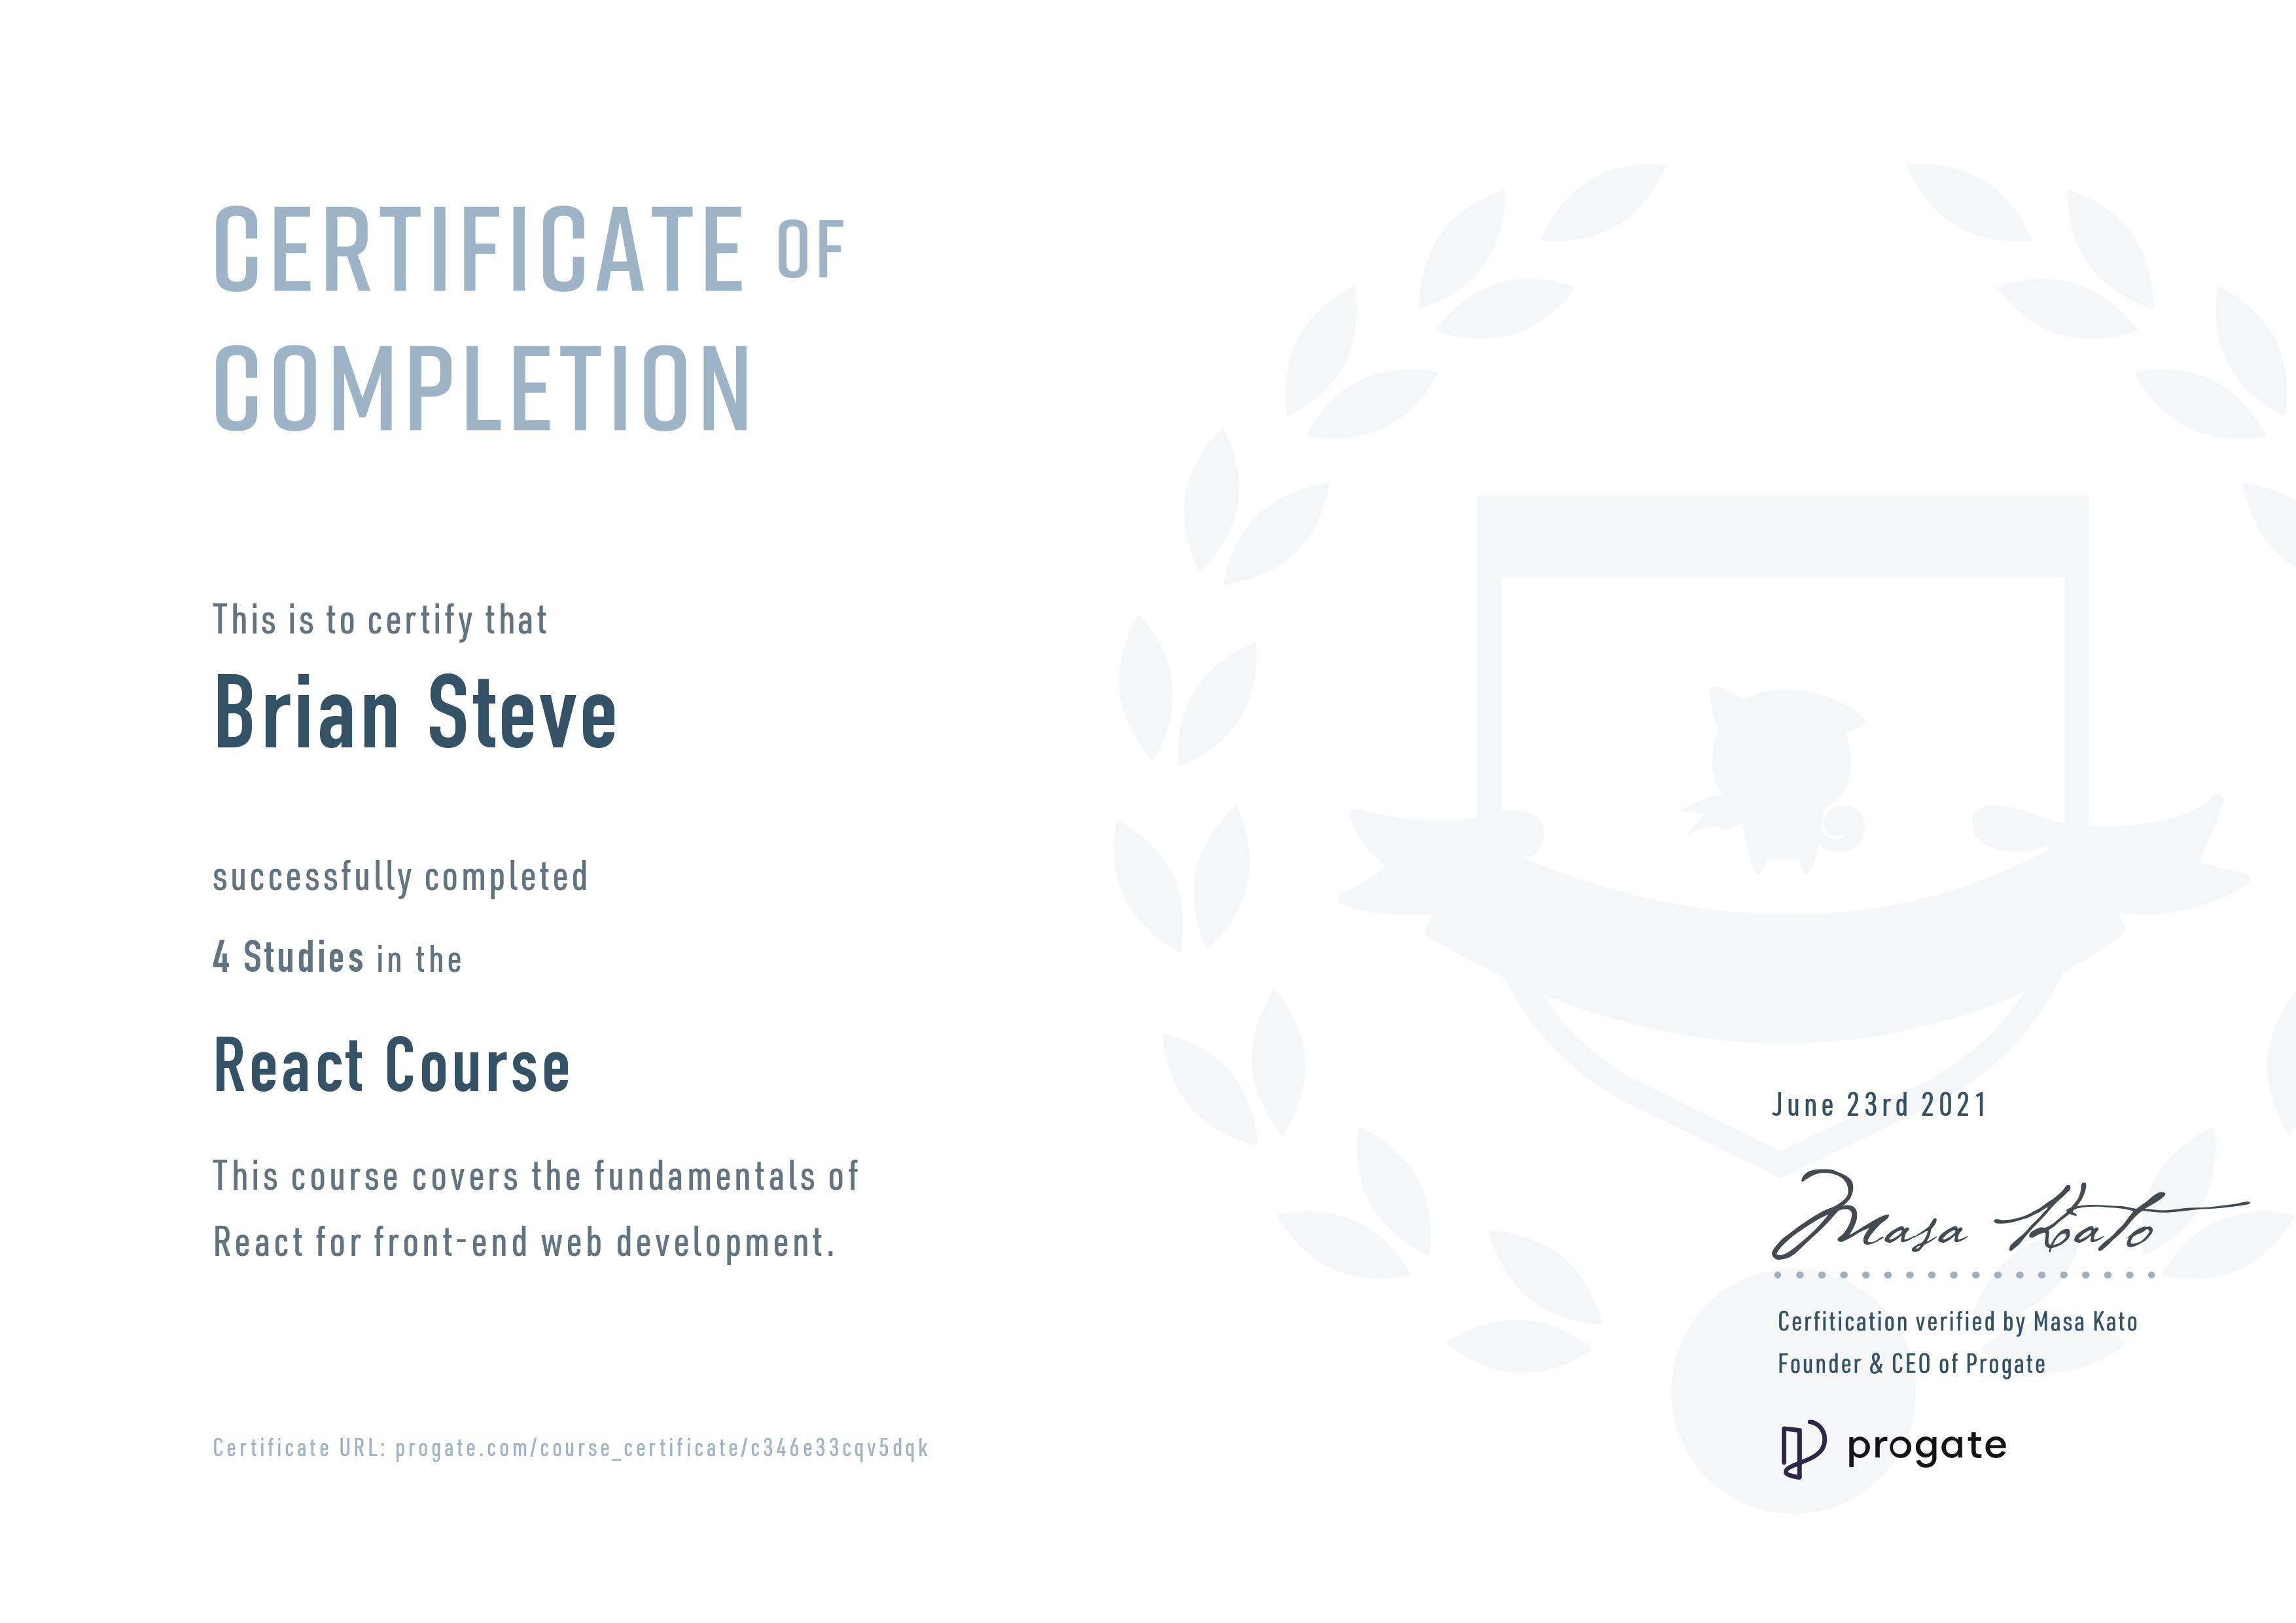 CERTIFICATE OF
COMPLETION
This is to certify that
Brian Steve
successfully completed
4 Studies in the
React Course
This course covers the fundamentals of
React for front-end web development.
Certificate URL: progate.com/course_certificate/c346e33cqv5dqk
June 23rd 2021
Masa Kato
Cerfitication verified by Masa Kato
Founder & CEO of Progate
progate